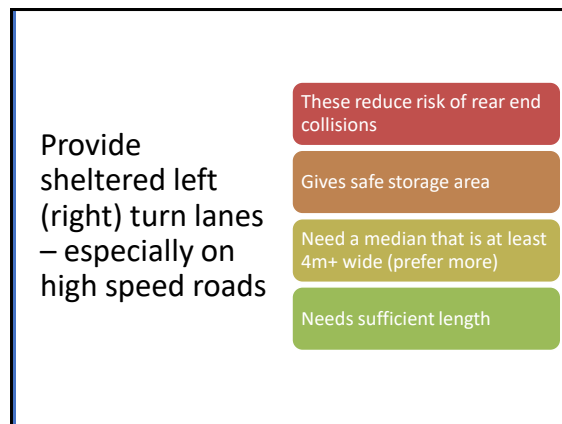 Provide
sheltered left
(right) turn lanes
– especially on
high speed roads
These reduce risk of rear end
collisions
Gives safe storage area
Need a median that is at least
4m+ wide (prefer more)
Needs sufficient length